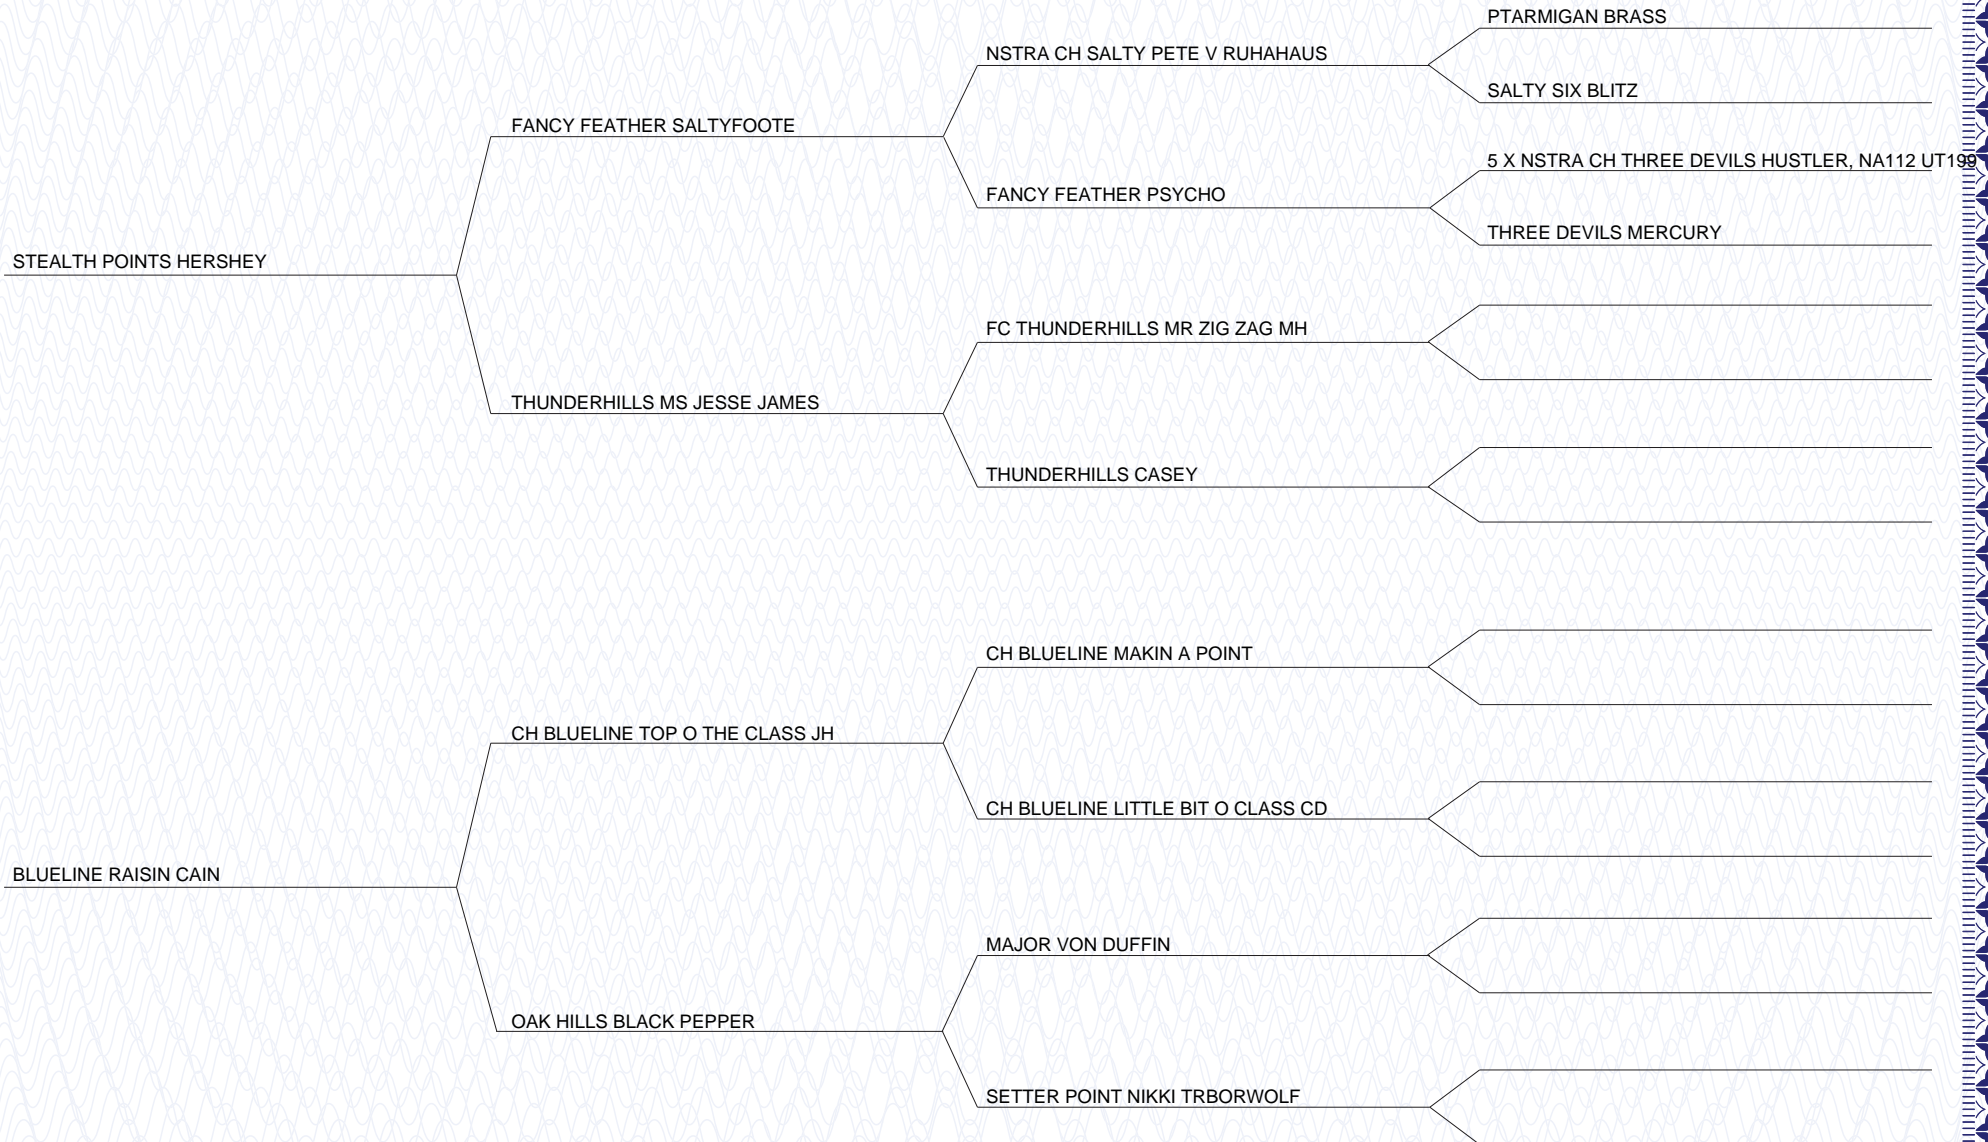 PTARMIGAN BRASS
NSTRA CH SALTY PETE V RUHAHAUS
SALTY SIX BLITZ
FANCY FEATHER SALTYFOOTE
5 X NSTRA CH THREE DEVILS HUSTLER, NA112 UT199
FANCY FEATHER PSYCHO
THREE DEVILS MERCURY
STEALTH POINTS HERSHEY
FC THUNDERHILLS MR ZIG ZAG MH
THUNDERHILLS MS JESSE JAMES
THUNDERHILLS CASEY
CH BLUELINE MAKIN A POINT
CH BLUELINE TOP O THE CLASS JH
CH BLUELINE LITTLE BIT O CLASS CD
BLUELINE RAISIN CAIN
MAJOR VON DUFFIN
OAK HILLS BLACK PEPPER
SETTER POINT NIKKI TRBORWOLF